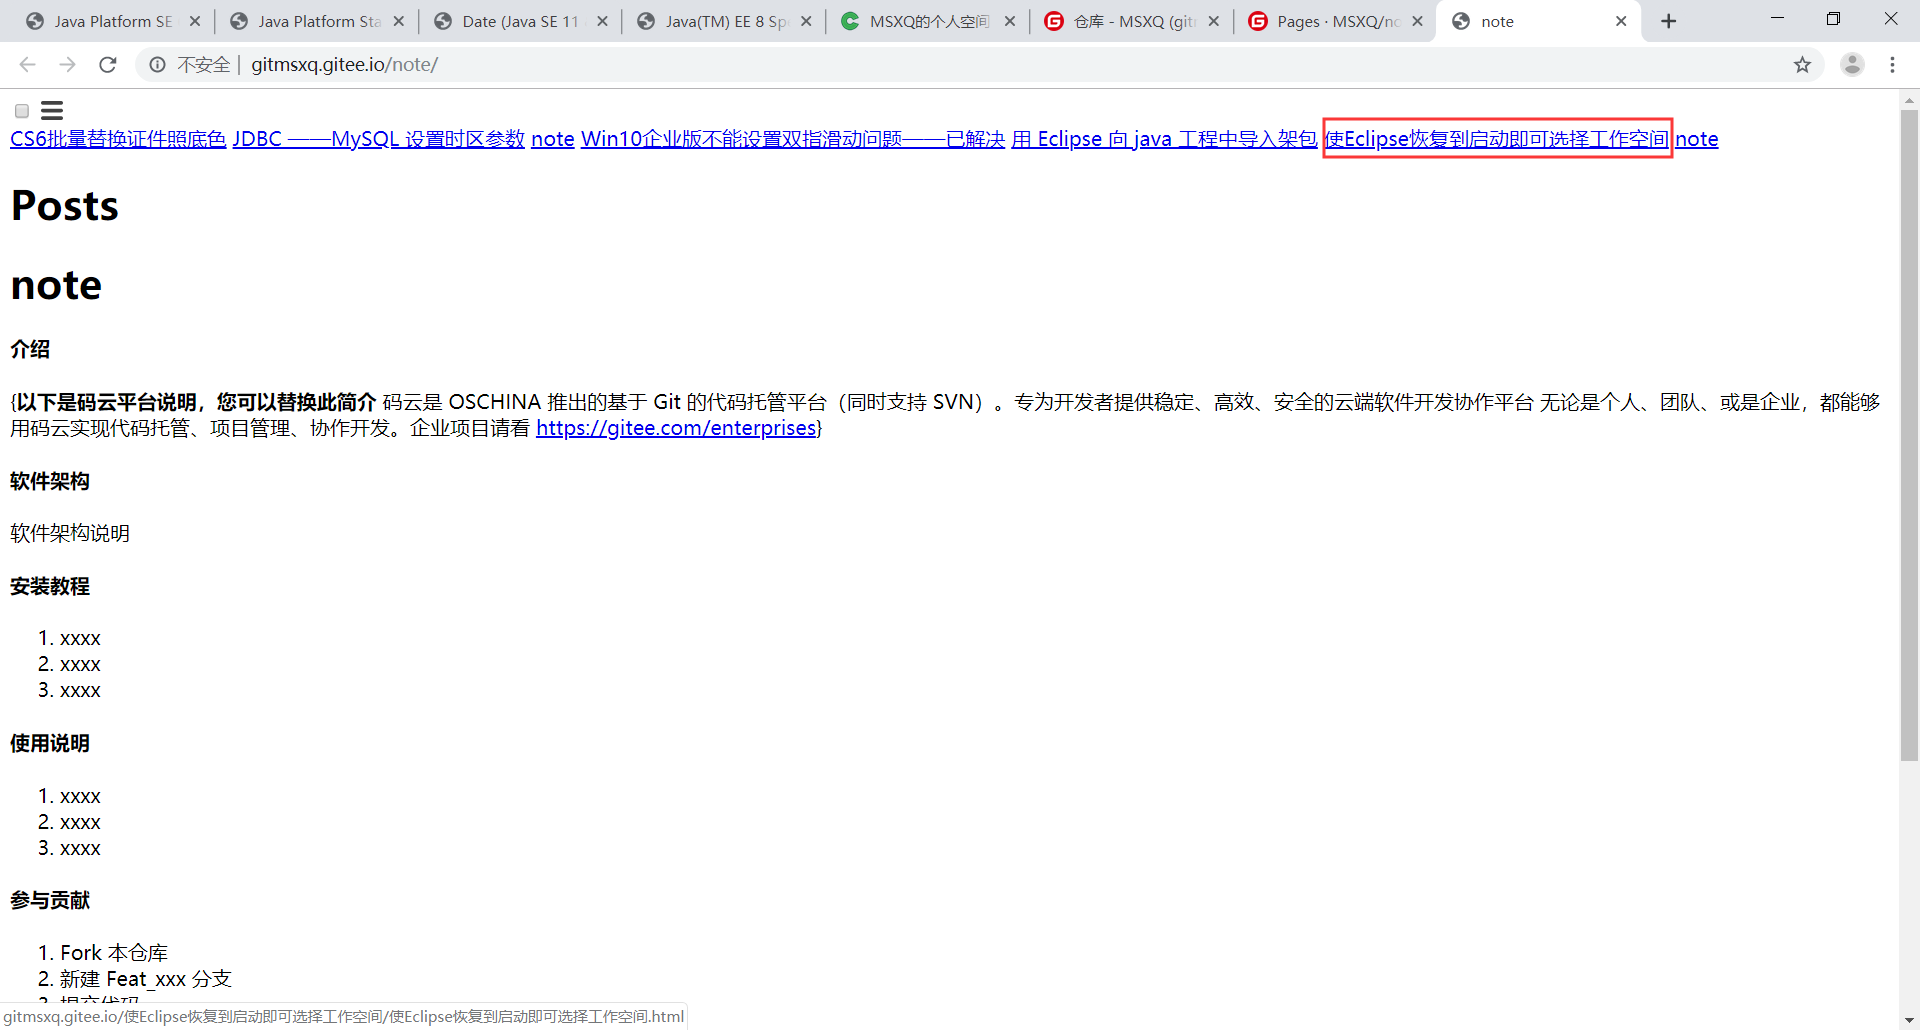 Java Platform SE
Java Platform Sta
Date (Java SE 11
Java(TM) EE 8 Spe
MSXQ的个人空间
仓库 - MSXQ (gitm
Pages · MSXQ/no
note
不安全 | gitmsxq.gitee.io/note/
CS6批量替换证件照底色 JDBC ——MySQL 设置时区参数 note Win10企业版不能设置双指滑动问题——已解决 用 Eclipse 向 java 工程中导入架包 使Eclipse恢复到启动即可选择工作空间 note
Posts
note
介绍
{以下是码云平台说明，您可以替换此简介 码云是 OSCHINA 推出的基于 Git 的代码托管平台（同时支持 SVN）。专为开发者提供稳定、高效、安全的云端软件开发协作平台 无论是个人、团队、或是企业，都能够
用码云实现代码托管、项目管理、协作开发。企业项目请看 https://gitee.com/enterprises}
软件架构
软件架构说明
安装教程
1. xxxx
2. xxxx
3. xxxx
使用说明
1. xxxx
2. xxxx
3. xxxx
参与贡献
1. Fork 本仓库
2. 新建 Feat_xxx 分支
3. 提交代码
gitmsxq.gitee.io/使Eclipse恢复到启动即可选择工作空间/使Eclipse恢复到启动即可选择工作空间.html